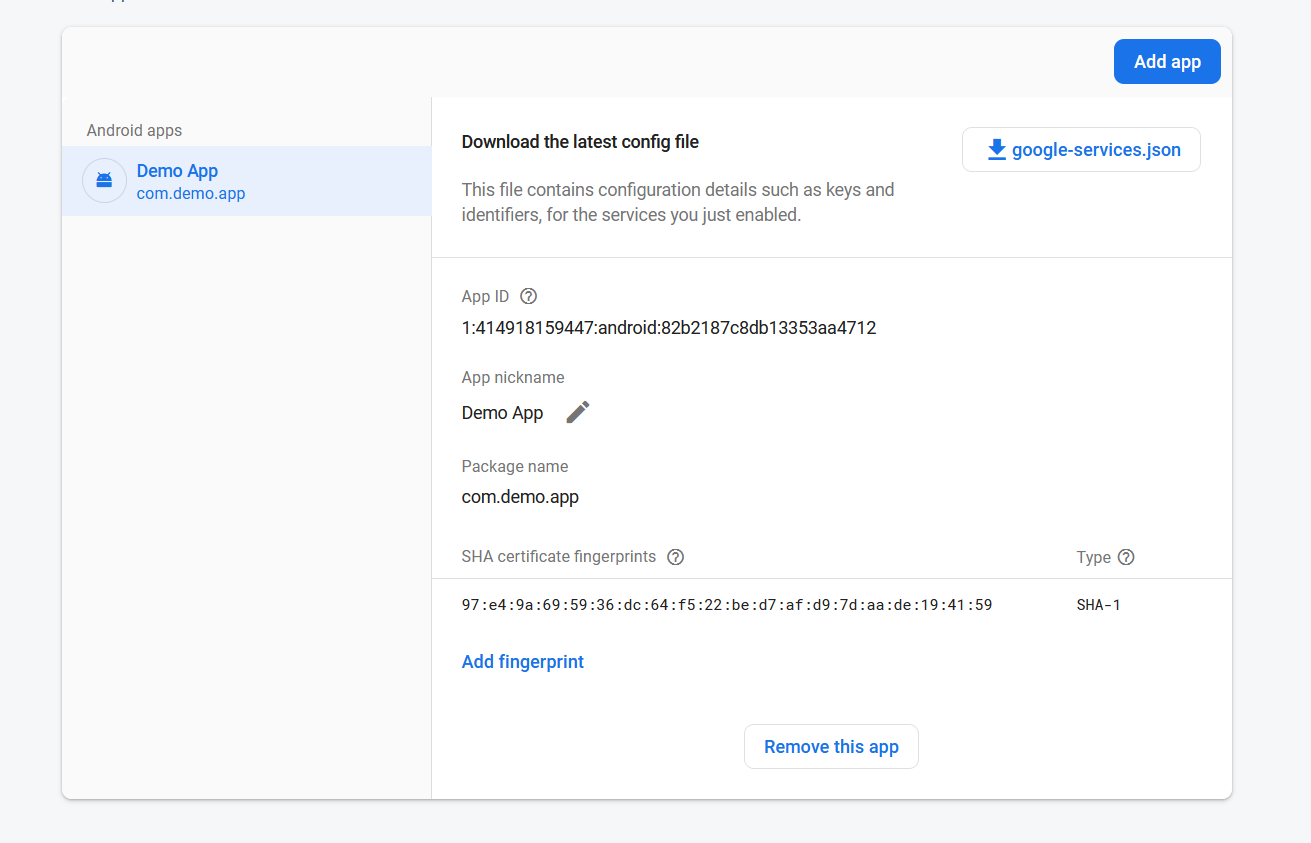 Add app
Android apps
Demo App
com.demo.app
Download the latest config file
google-services.json
This file contains configuration details such as keys and
identifiers, for the services you just enabled.
App ID
1:414918159447:android:82b2187c8db13353aa4712
App nickname
Demo App
Package name
com.demo.app
SHA certificate fingerprints Type
97:e4:9a:69:59:36:dc:64:f5:22:be:d7:af:d9:7d:aa:de:19:41:59 SHA-1
Add fingerprint
Remove this app